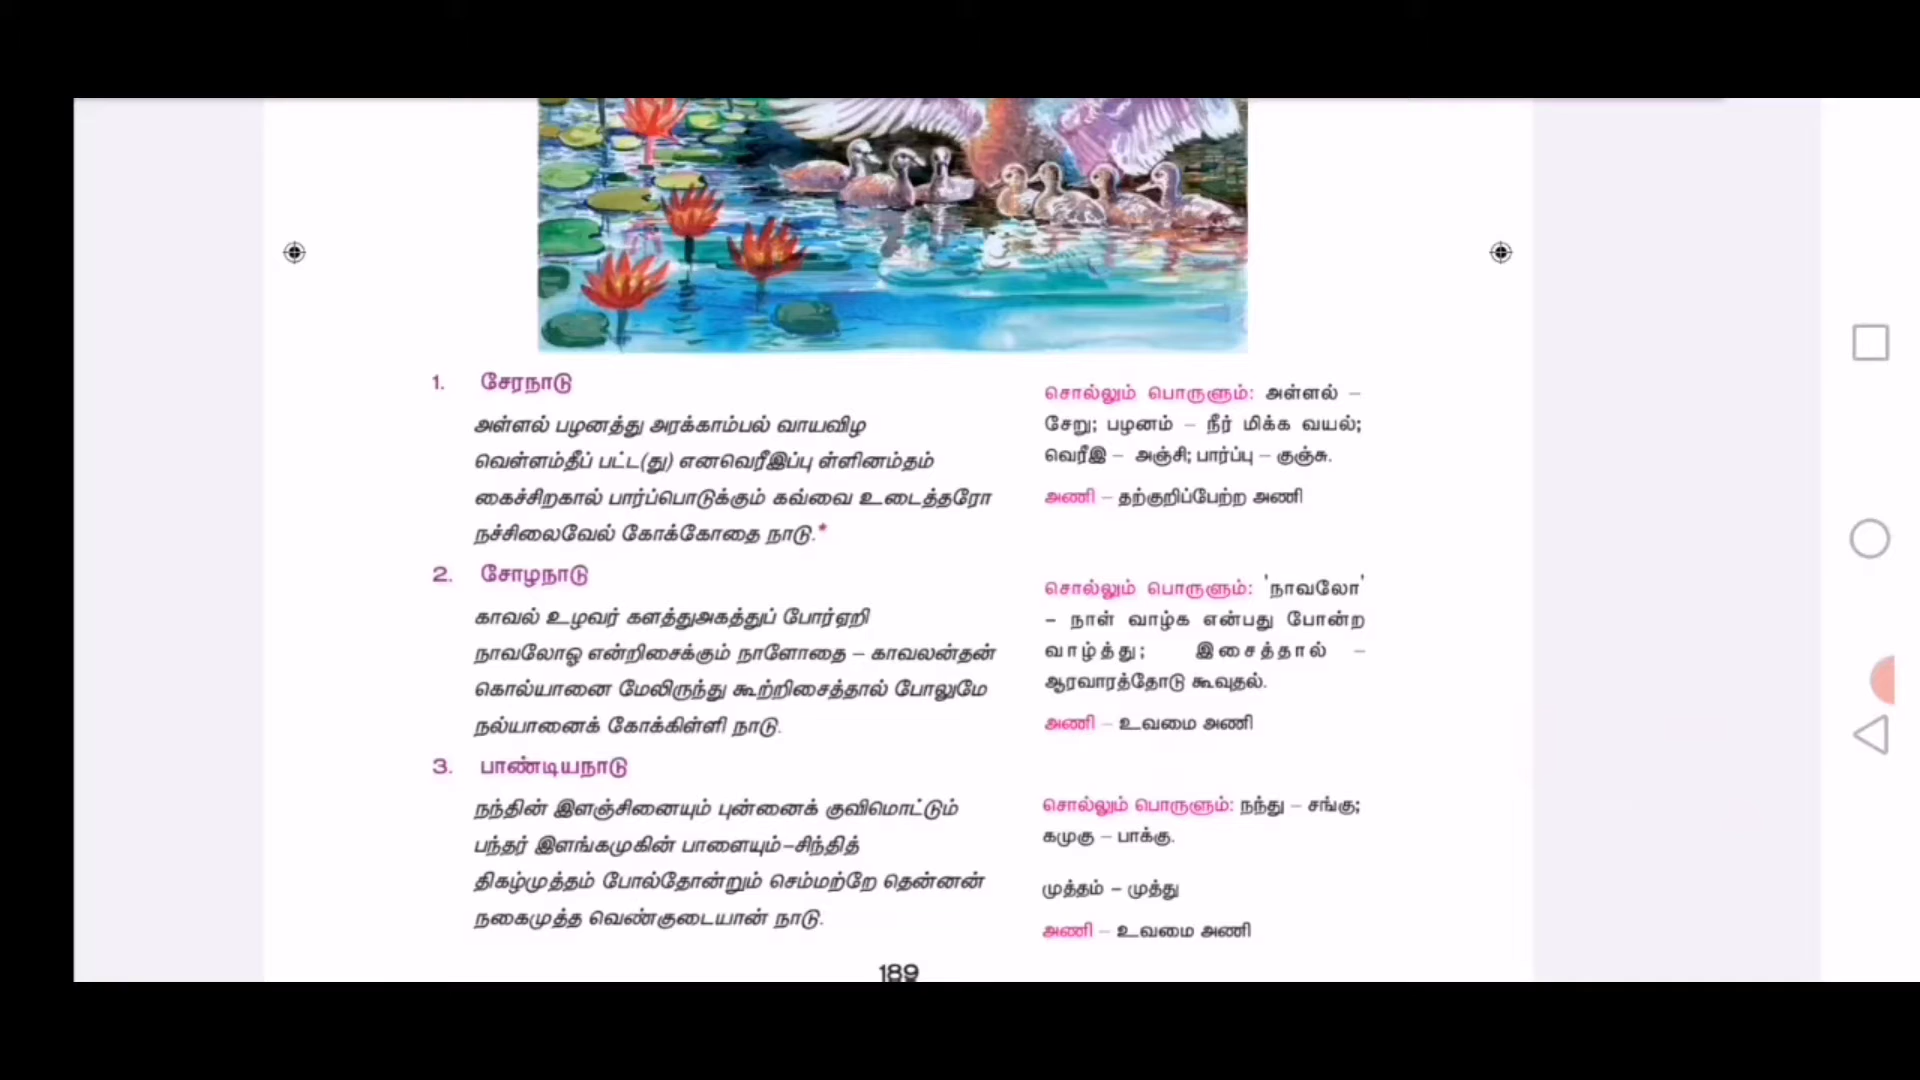 1. சேரநாடு
அள்ளல் பழனத்து அரக்காம்பல் வாயவிழ
வெள்ளம்தீப் பட்ட(து) எனவெரீஇப்பு ள்ளினம்தம்
கைச்சிறகால் பார்ப்பொடுக்கும் கவ்வை உடைத்தரோ
நச்சிலைவேல் கோக்கோதை நாடு.*
சொல்லும் பொருளும்: அள்ளல் –
சேறு; பழனம் – நீர் மிக்க வயல்;
வெரீஇ – அஞ்சி; பார்ப்பு – குஞ்சு.
அணி – தற்குறிப்பேற்ற அணி
2. சோழநாடு
காவல் உழவர் களத்துஅகத்துப் போர்ஏறி
நாவலோஓ என்றிசைக்கும் நாளோதை – காவலன்தன்
கொல்யானை மேலிருந்து கூற்றிசைத்தால் போலுமே
நல்யானைக் கோக்கிள்ளி நாடு.
சொல்லும் பொருளும்: 'நாவலோ'
– நாள் வாழ்க என்பது போன்ற
வாழ்த்து; இசைத்தால் –
ஆரவாரத்தோடு கூவுதல்.
அணி – உவமை அணி
3. பாண்டியநாடு
நந்தின் இளஞ்சினையும் புன்னைக் குவிமொட்டும்
பந்தர் இளங்கமுகின் பாளையும்–சிந்தித்
திகழ்முத்தம் போல்தோன்றும் செம்மற்றே தென்னன்
நகைமுத்த வெண்குடையான் நாடு.
சொல்லும் பொருளும்: நந்து – சங்கு;
கமுகு – பாக்கு.
முத்தம் – முத்து
அணி – உவமை அணி
189